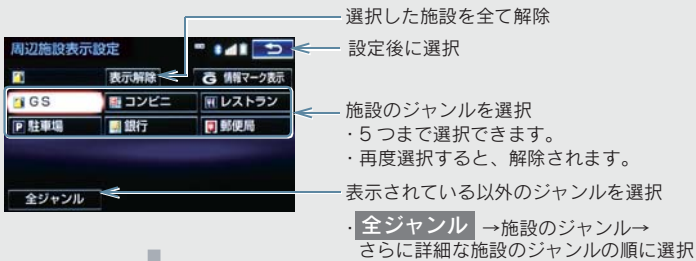 選択した施設を全て解除
周辺施設表示設定
設定後に選択
表示解除
G 情報マーク表示
GS
コンビニ
レストラン
P 駐車場
銀行
郵便局
施設のジャンルを選択
・5 つまで選択できます。
・再度選択すると、解除されます。
全ジャンル
表示されている以外のジャンルを選択
・全ジャンル →施設のジャンル→
さらに詳細な施設のジャンルの順に選択